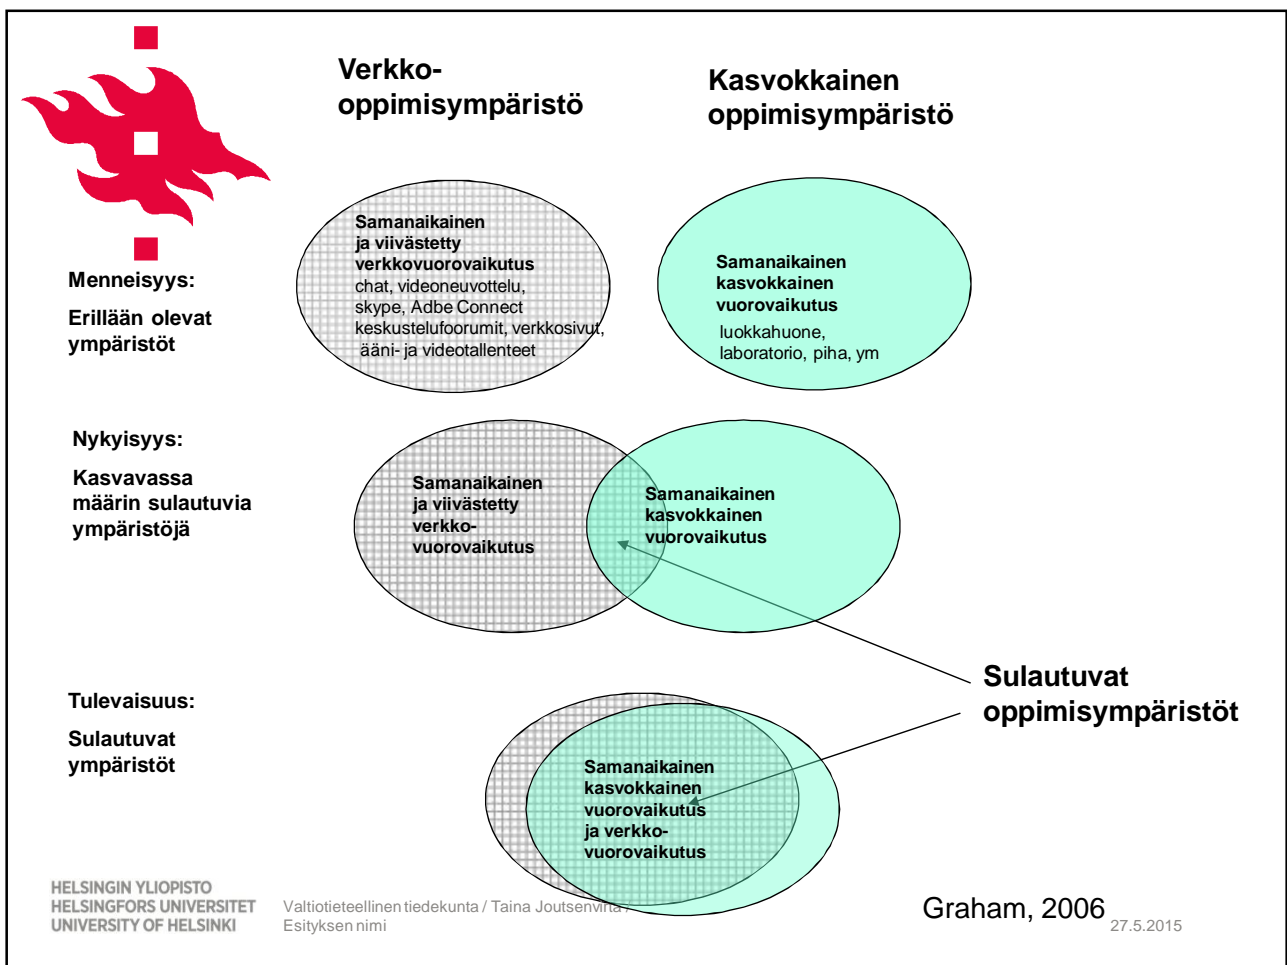 Verkko-
oppimisympäristö
Kasvokkainen
oppimisympäristö
Menneisyys:
Erillään olevat
ympäristöt
Samanaikainen
ja viivästetty
verkkovuorovaikutus
chat, videoneuvottelu,
skype, Adbe Connect
keskustelufoorumit, verkkosivut,
ääni- ja videotallenteet
Samanaikainen
kasvokkainen
vuorovaikutus
luokkahuone,
laboratorio, piha, ym
Nykyisyys:
Kasvavassa
määrin sulautuvia
ympäristöjä
Samanaikainen
ja viivästetty
verkko-
vuorovaikutus
Samanaikainen
kasvokkainen
vuorovaikutus
Sulautuvat
oppimisympäristöt
Tulevaisuus:
Sulautuvat
ympäristöt
Samanaikainen
kasvokkainen
vuorovaikutus
ja verkko-
vuorovaikutus
HELSINGIN YLIOPISTO
HELSINGFORS UNIVERSITET
UNIVERSITY OF HELSINKI
Valtiotieteellinen tiedekunta / Taina Joutsenvirta /
Esityksen nimi
Graham, 2006
27.5.2015